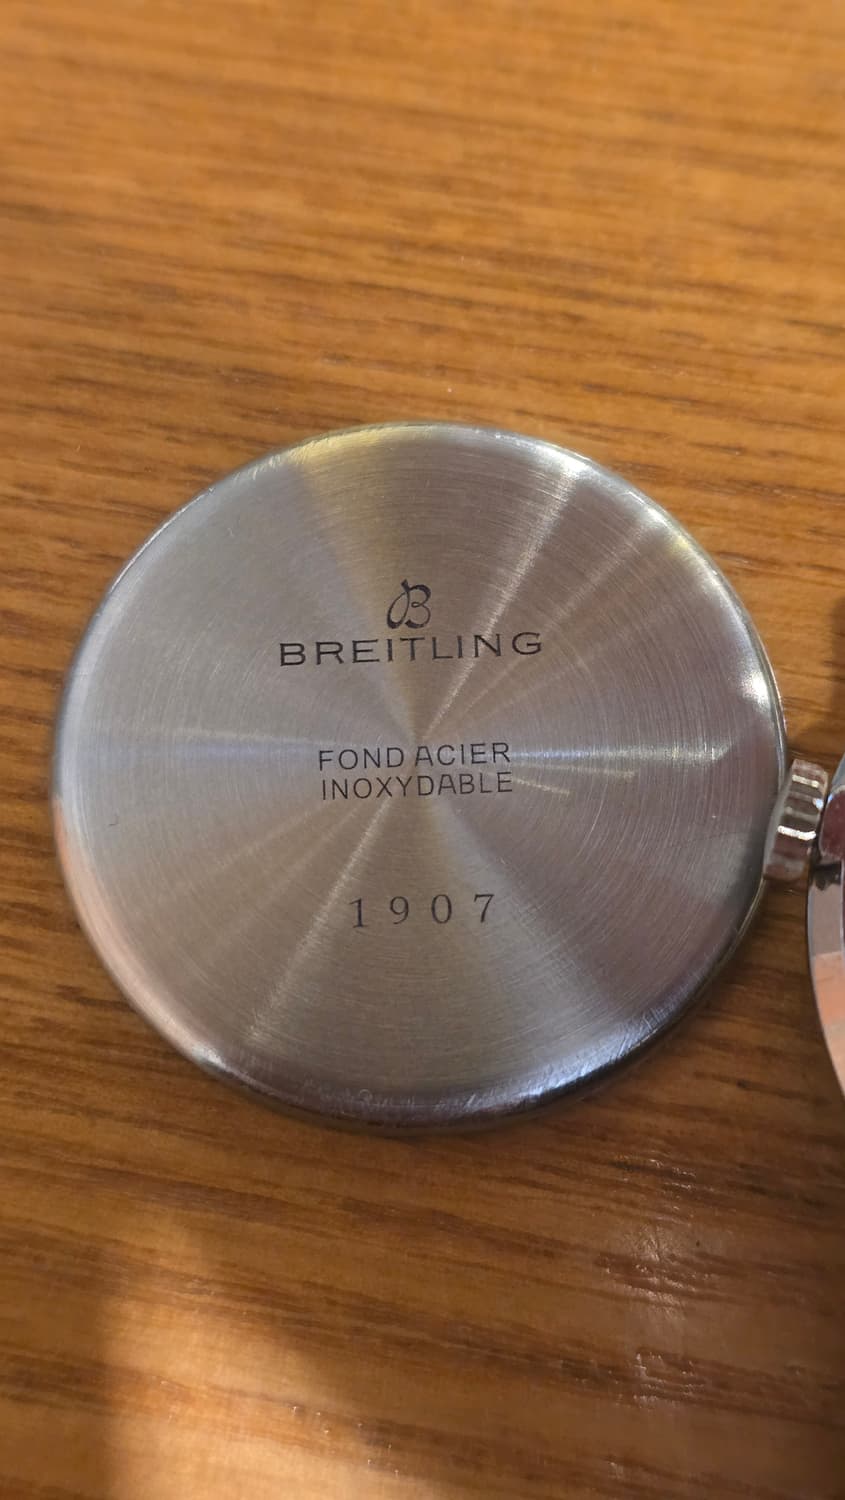 B
BREITLING
FOND ACIER
INOXYDABLE
1907